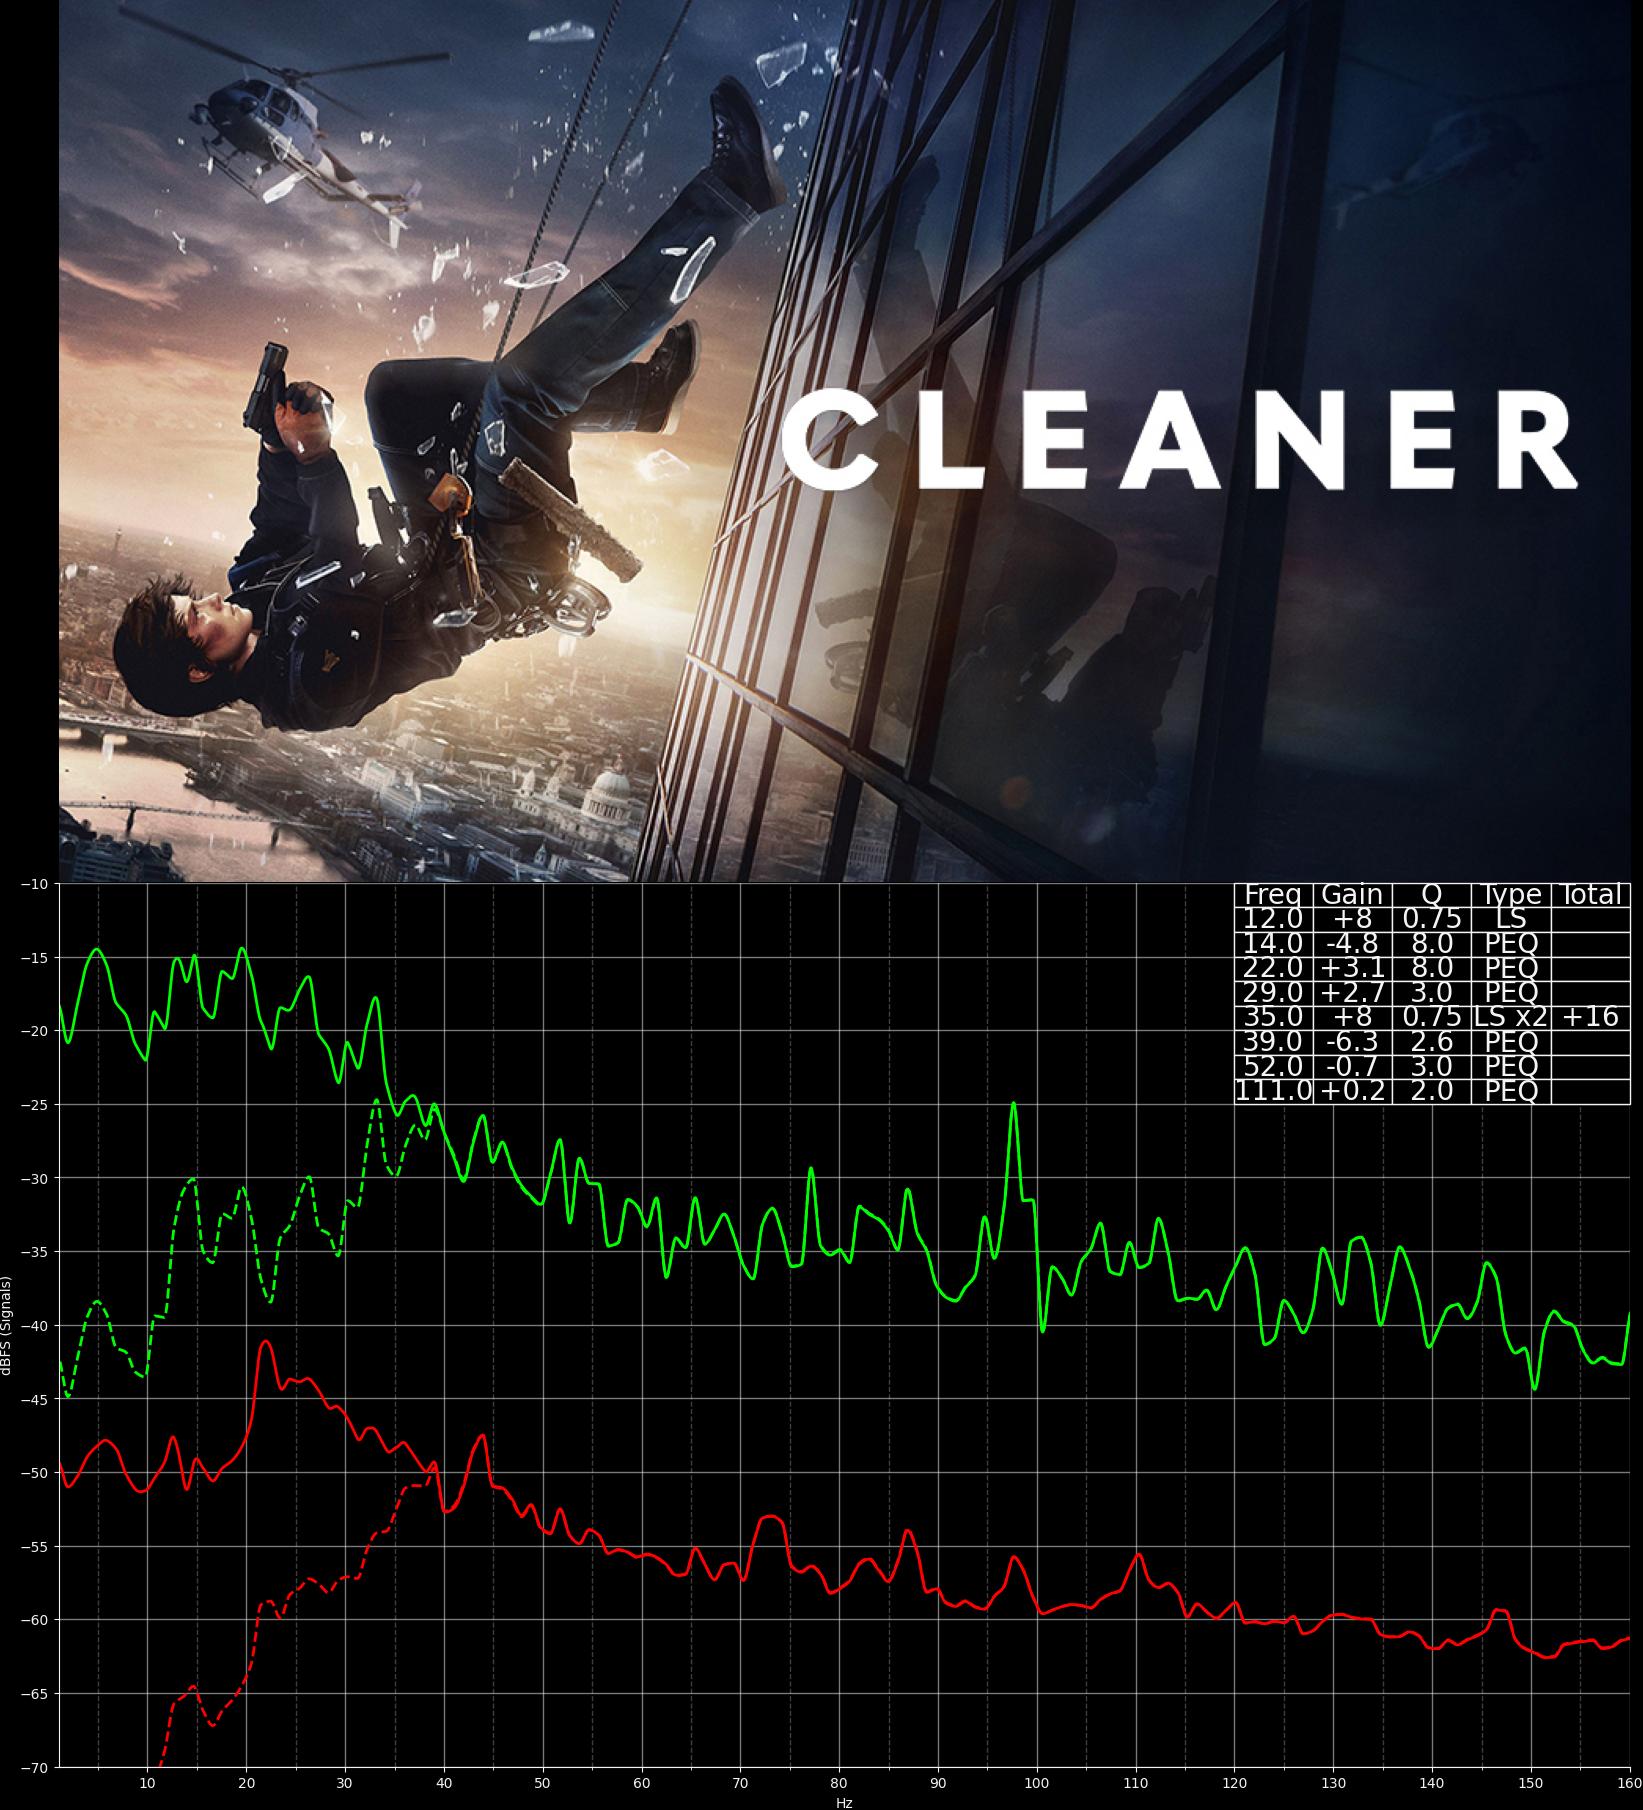 CLEANER
Freq Gain Q Type Total
12.0 +8 0.75 LS
14.0 -4.8 8.0 PEQ
22.0 +3.1 8.0 PEQ
29.0 +2.7 3.0 PEQ
35.0 +8 0.75 LS x2 +16
39.0 -6.3 2.6 PEQ
52.0 -0.7 3.0 PEQ
111.0 +0.2 2.0 PEQ
−10
−15
−20
−25
−30
−35
−40
−45
−50
−55
−60
−65
−70
dBFS (Signals)
10 20 30 40 50 60 70 80 90 100 110 120 130 140 150 160
Hz